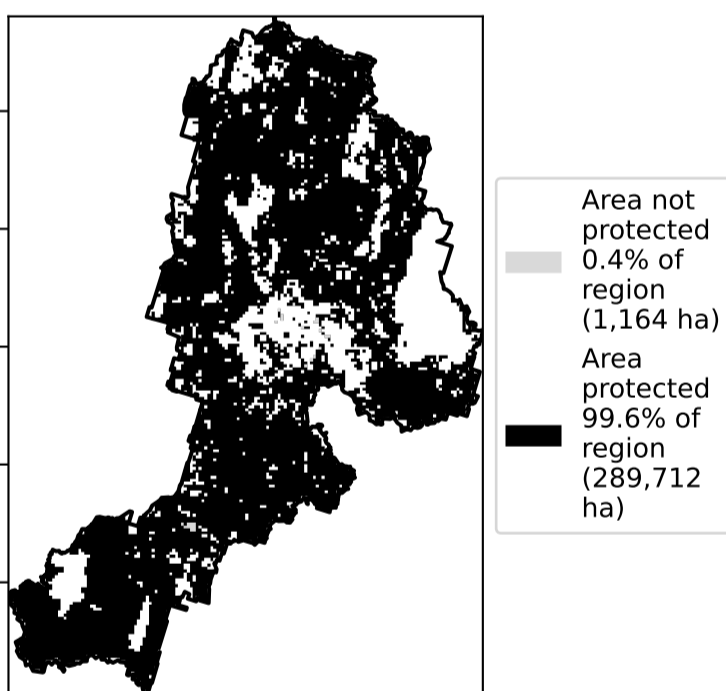 Area not
protected
0.4% of
region
(1,164 ha)
Area
protected
99.6% of
region
(289,712
ha)